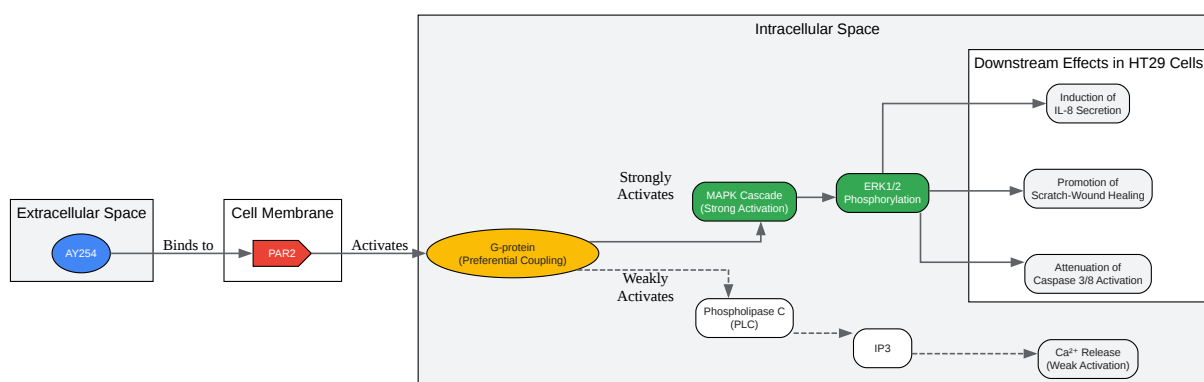 Intracellular Space
Downstream Effects in HT29 Cells
Induction of
IL-8 Secretion
Strongly
Activates
MAPK Cascade
(Strong Activation)
ERK1/2
Phosphorylation
Promotion of
Scratch-Wound Healing
Extracellular Space
AY254
Binds to
Cell Membrane
PAR2
Activates
G-protein
(Preferential Coupling)
Weakly
Activates
Attenuation of
Caspase 3/8 Activation
Phospholipase C
(PLC)
IP3
Ca²⁺ Release
(Weak Activation)